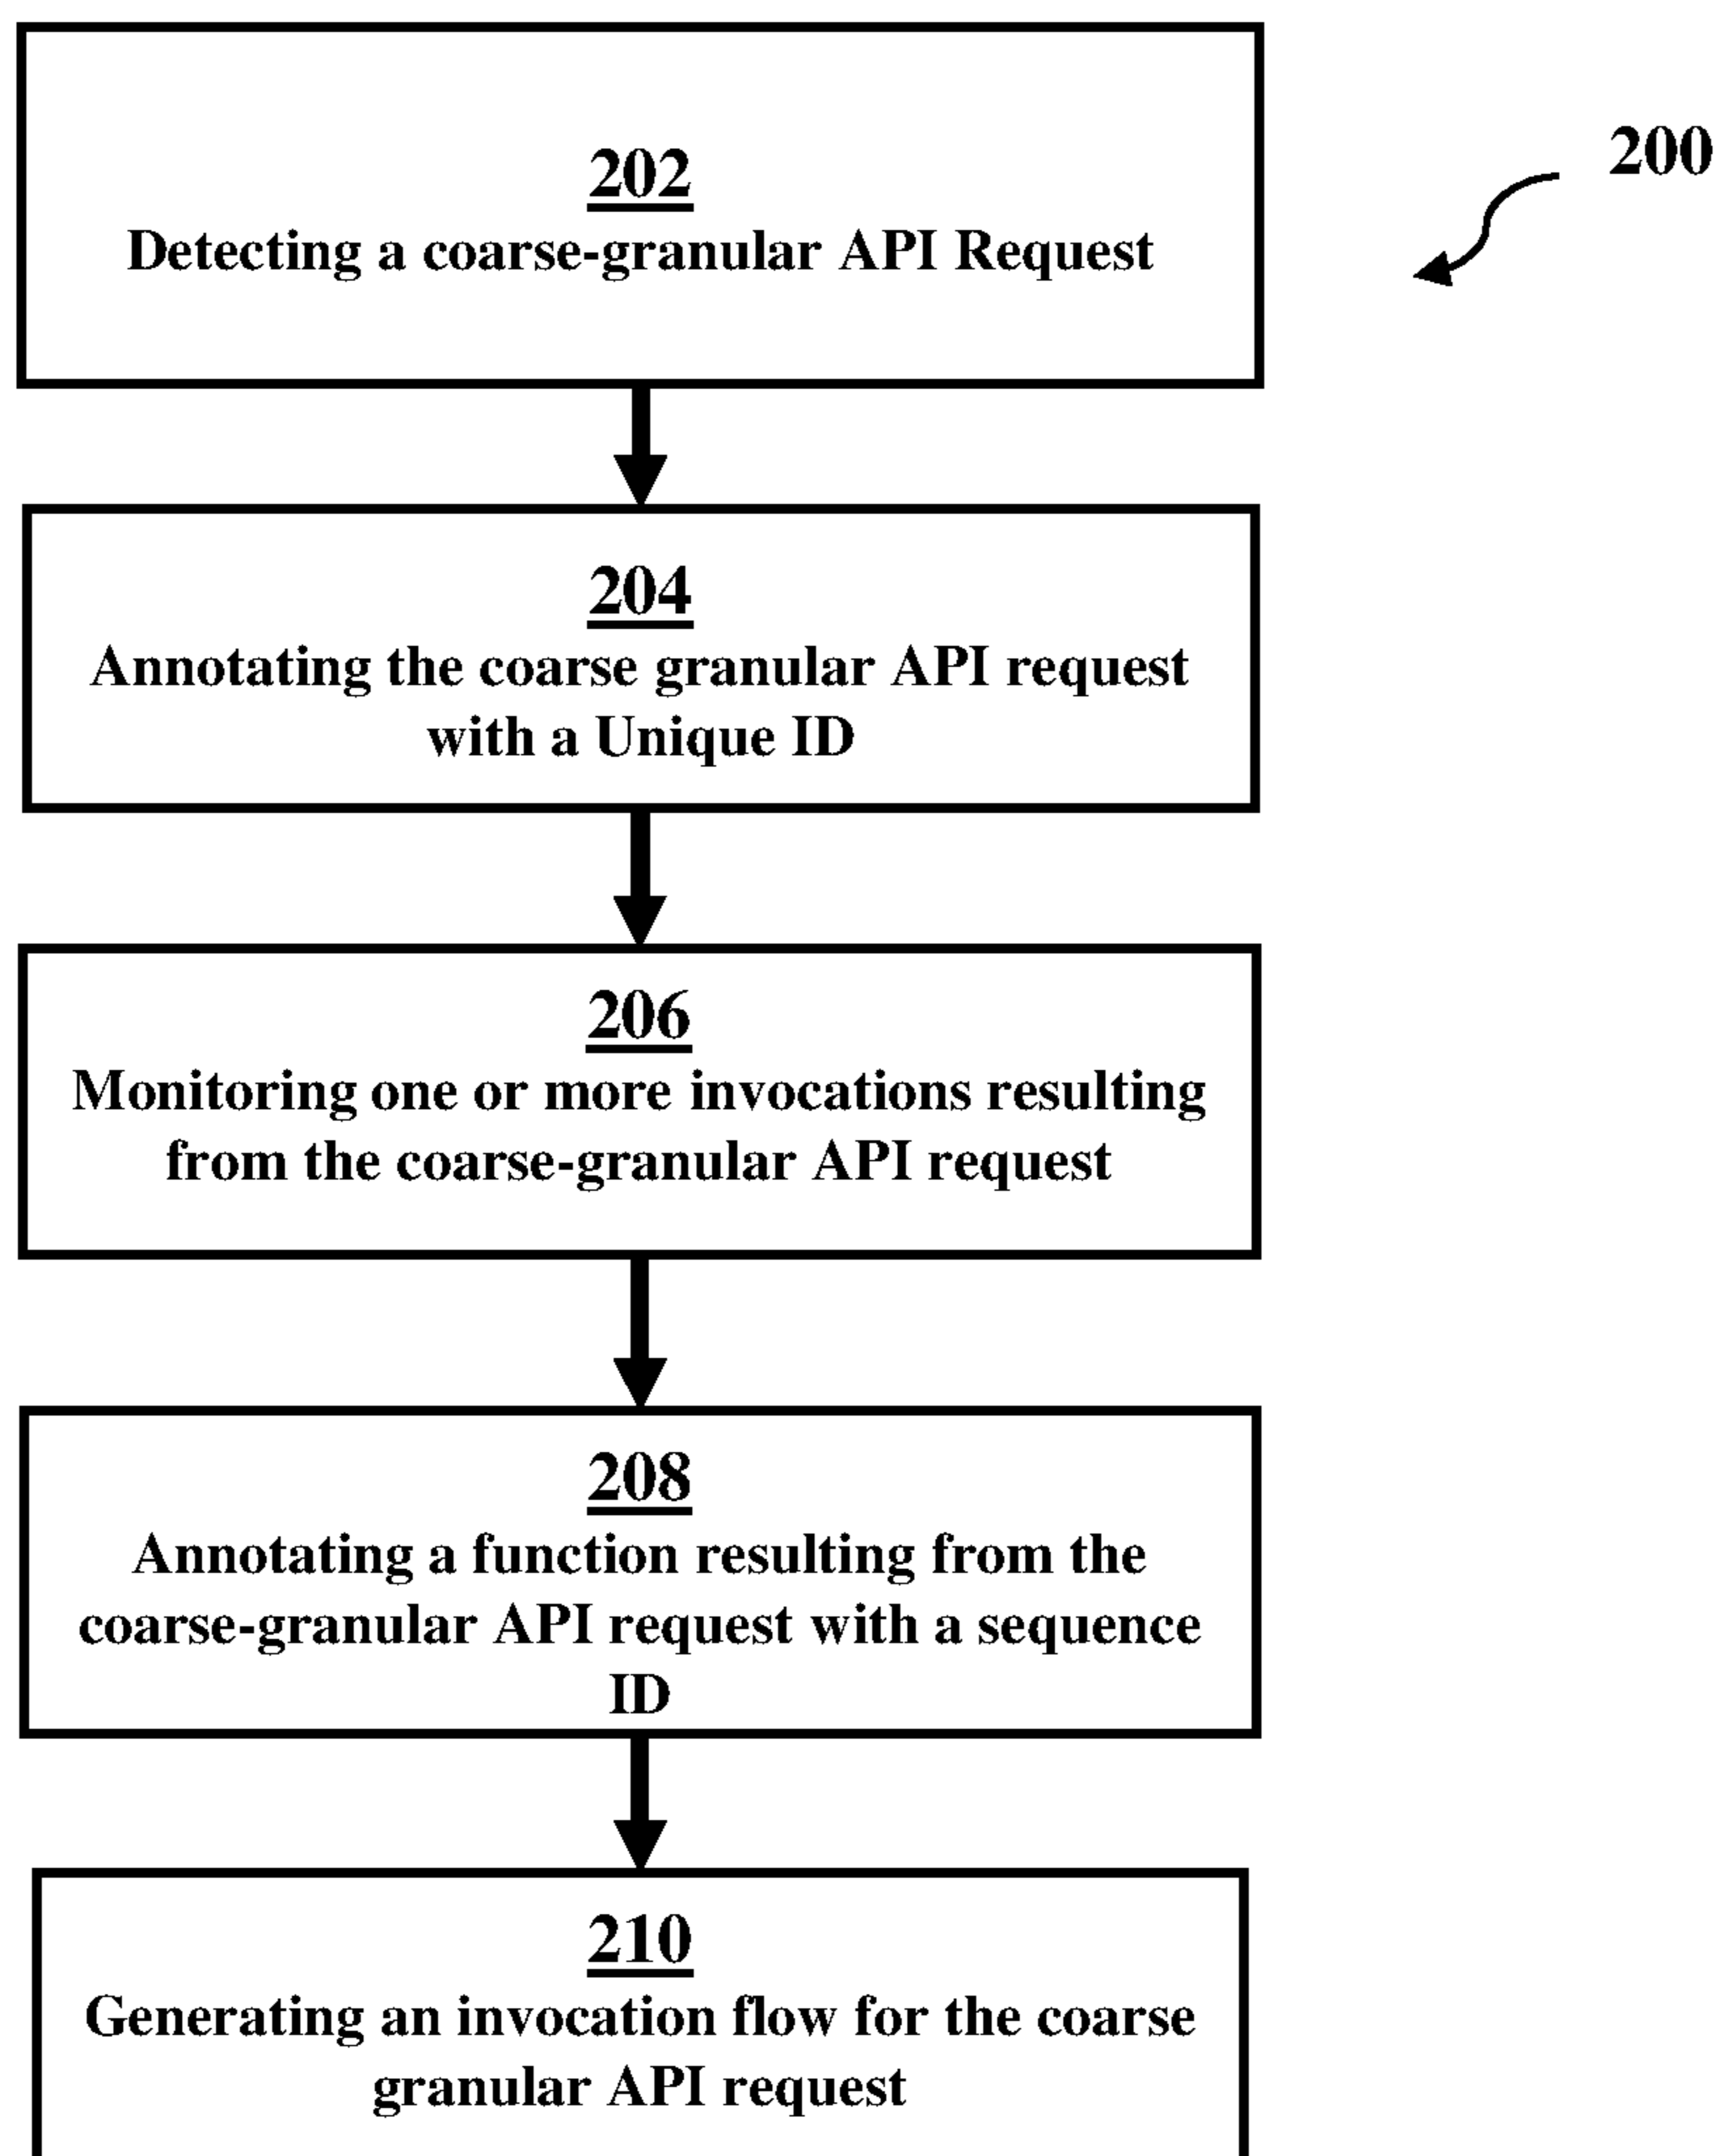 202
Detecting a coarse-granular API Request
200
204
Annotating the coarse granular API request
with a Unique ID
206
Monitoring one or more invocations resulting
from the coarse-granular API request
208
Annotating a function resulting from the
coarse-granular API request with a sequence
ID
210
Generating an invocation flow for the coarse
granular API request